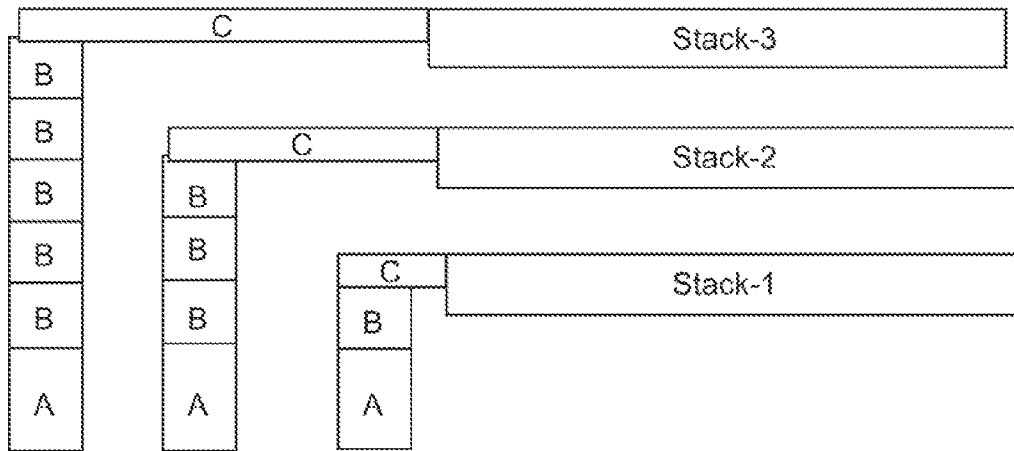 C Stack-3
B
B
C Stack-2
B
B
B B
C Stack-1
B B B
A A A